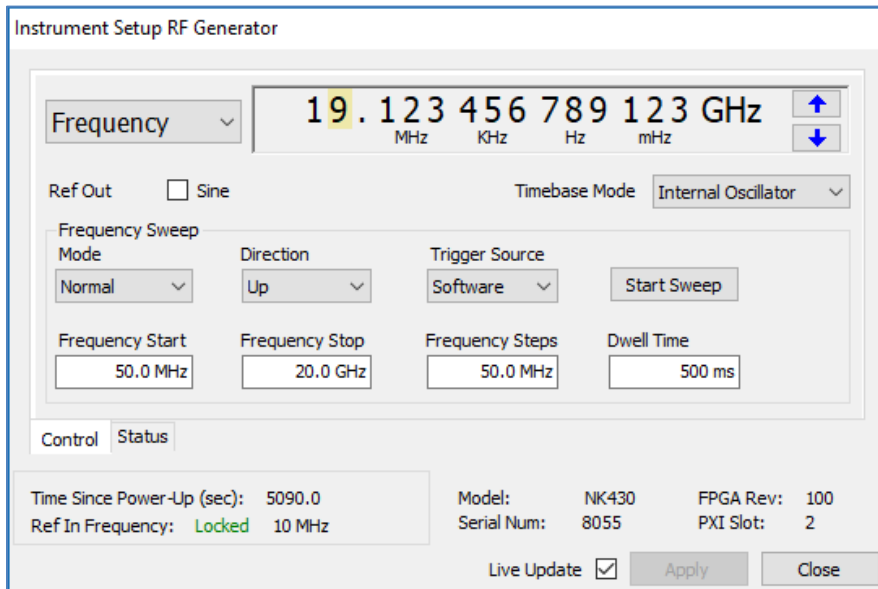 Instrument Setup RF Generator
Frequency 19.123 456 789 123 GHz
MHz KHz Hz mHz
Ref Out Sine Timebase Mode Internal Oscillator
Frequency Sweep
Mode Direction Trigger Source
Normal Up Software Start Sweep
Frequency Start Frequency Stop Frequency Steps Dwell Time
50.0 MHz 20.0 GHz 50.0 MHz 500 ms
Control Status
Time Since Power-Up (sec): 5090.0 Model: NK430 FPGA Rev: 100
Ref In Frequency: Locked 10 MHz Serial Num: 8055 PXI Slot: 2
Live Update Apply Close